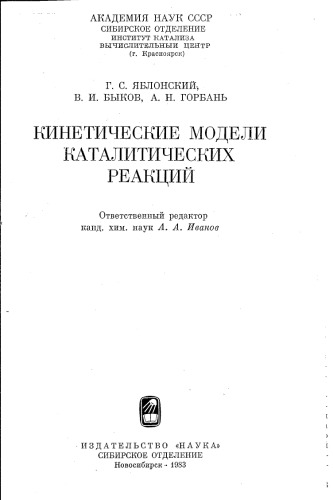 АКАДЕМИЯ НАУК СССР
СИБИРСКОЕ ОТДЕЛЕНИЕ
ИНСТИТУТ КАТАЛИЗА
ВЫЧИСЛИТЕЛЬНЫЙ ЦЕНТР
(г. Красноярск)
Г. С. ЯБЛОНСКИЙ,
В. И. БЫКОВ, А. Н. ГОРБАНЬ
КИНЕТИЧЕСКИЕ МОДЕЛИ
КАТАЛИТИЧЕСКИХ
РЕАКЦИЙ
Ответственный редактор
канд. хим. наук А. А. Иванов
ИЗДАТЕЛЬСТВО «НАУКА»
СИБИРСКОЕ ОТДЕЛЕНИЕ
Новосибирск · 1983